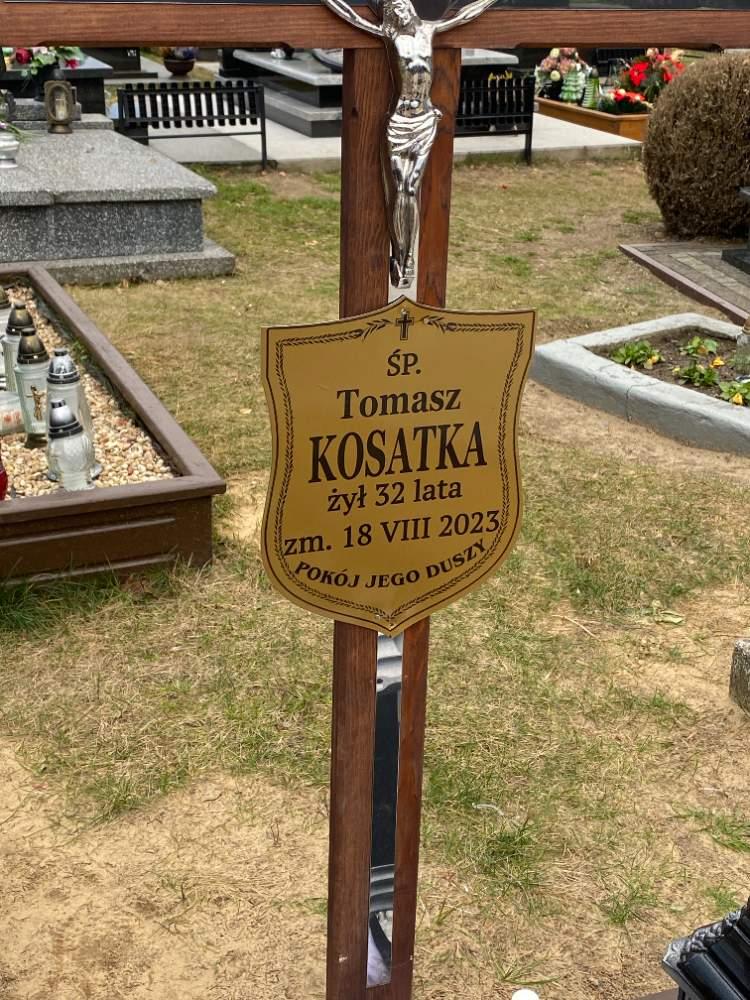 ŚP.
Tomasz
KOSATKA
żył 32 lata
zm. 18 VIII 2023
POKÓJ JEGO DUSZY